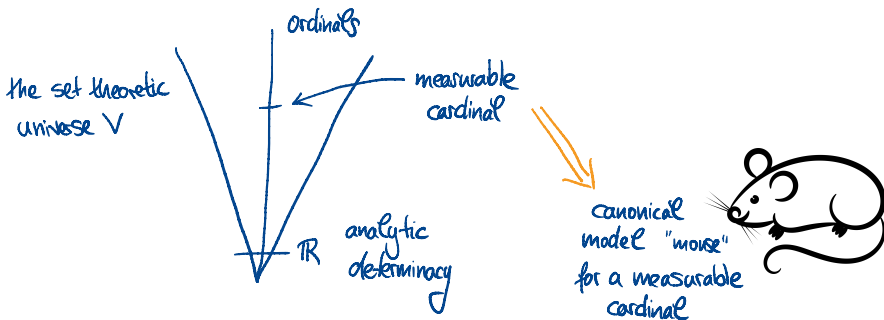 ordinals
the set theoretic
universe V
measurable
cardinal
ℝ
analytic
determinacy
canonical
model "mouse"
for a measurable
cardinal